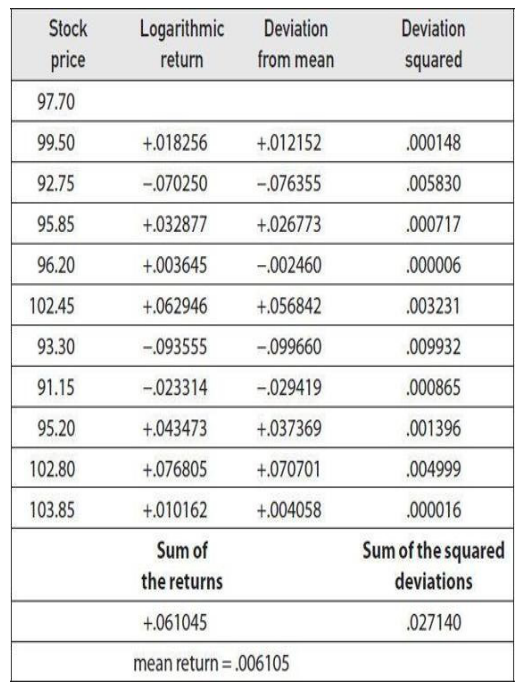 Stock price Logarithmic return Deviation from mean Deviation squared
97.70
99.50 +.018256 +.012152 .000148
92.75 –.070250 –.076355 .005830
95.85 +.032877 +.026773 .000717
96.20 +.003645 –.002460 .000006
102.45 +.062946 +.056842 .003231
93.30 –.093555 –.099660 .009932
91.15 –.023314 –.029419 .000865
95.20 +.043473 +.037369 .001396
102.80 +.076805 +.070701 .004999
103.85 +.010162 +.004058 .000016
Sum of the returns Sum of the squared deviations
+.061045 .027140
mean return = .006105